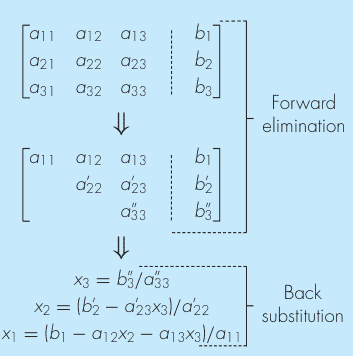 a₁₁ a₁₂ a₁₃ b₁
a₂₁ a₂₂ a₂₃ b₂
a₃₁ a₃₂ a₃₃ b₃
Forward
elimination
⇓
a₁₁ a₁₂ a₁₃ b₁
a′₂₂ a′₂₃ b′₂
a″₃₃ b″₃
⇓
x₃ = b″₃/a″₃₃
x₂ = (b′₂ − a′₂₃x₃)/a′₂₂
x₁ = (b₁ − a₁₂x₂ − a₁₃x₃)/a₁₁
Back
substitution